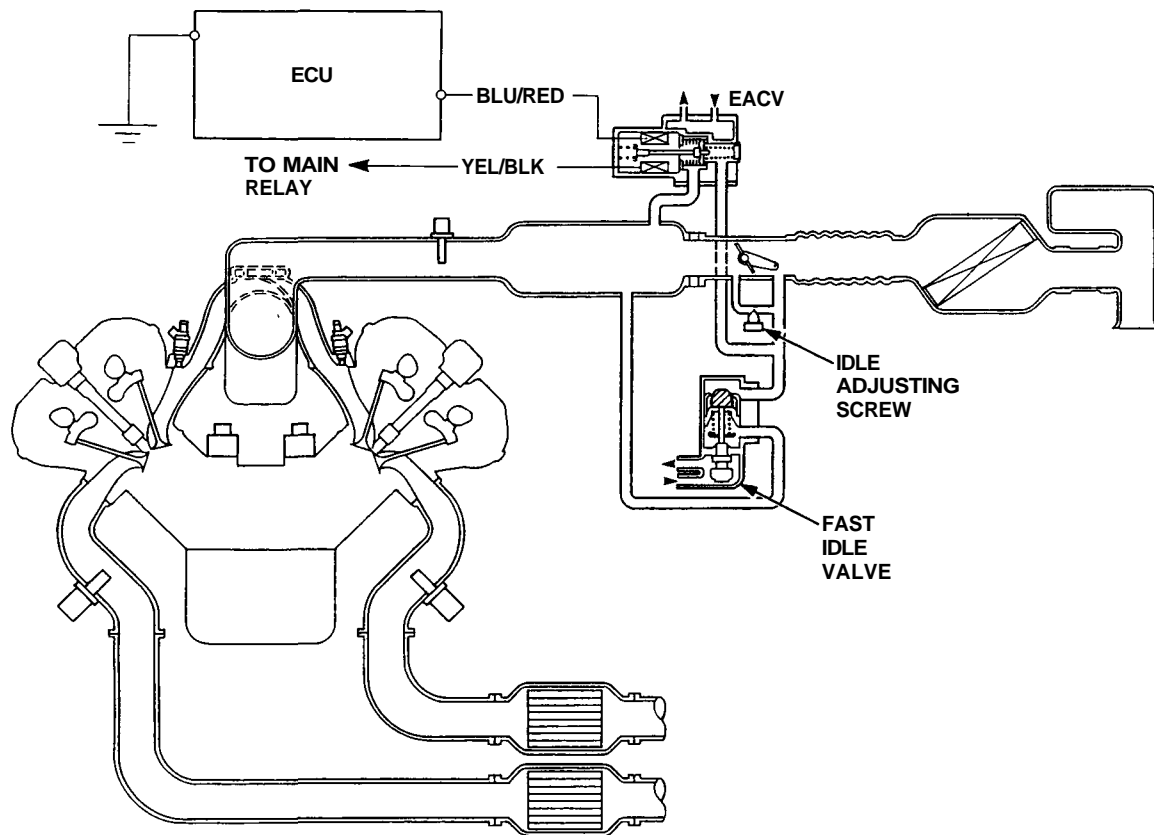 ECU
BLU/RED
EACV
TO MAIN
RELAY
YEL/BLK
IDLE
ADJUSTING
SCREW
FAST
IDLE
VALVE